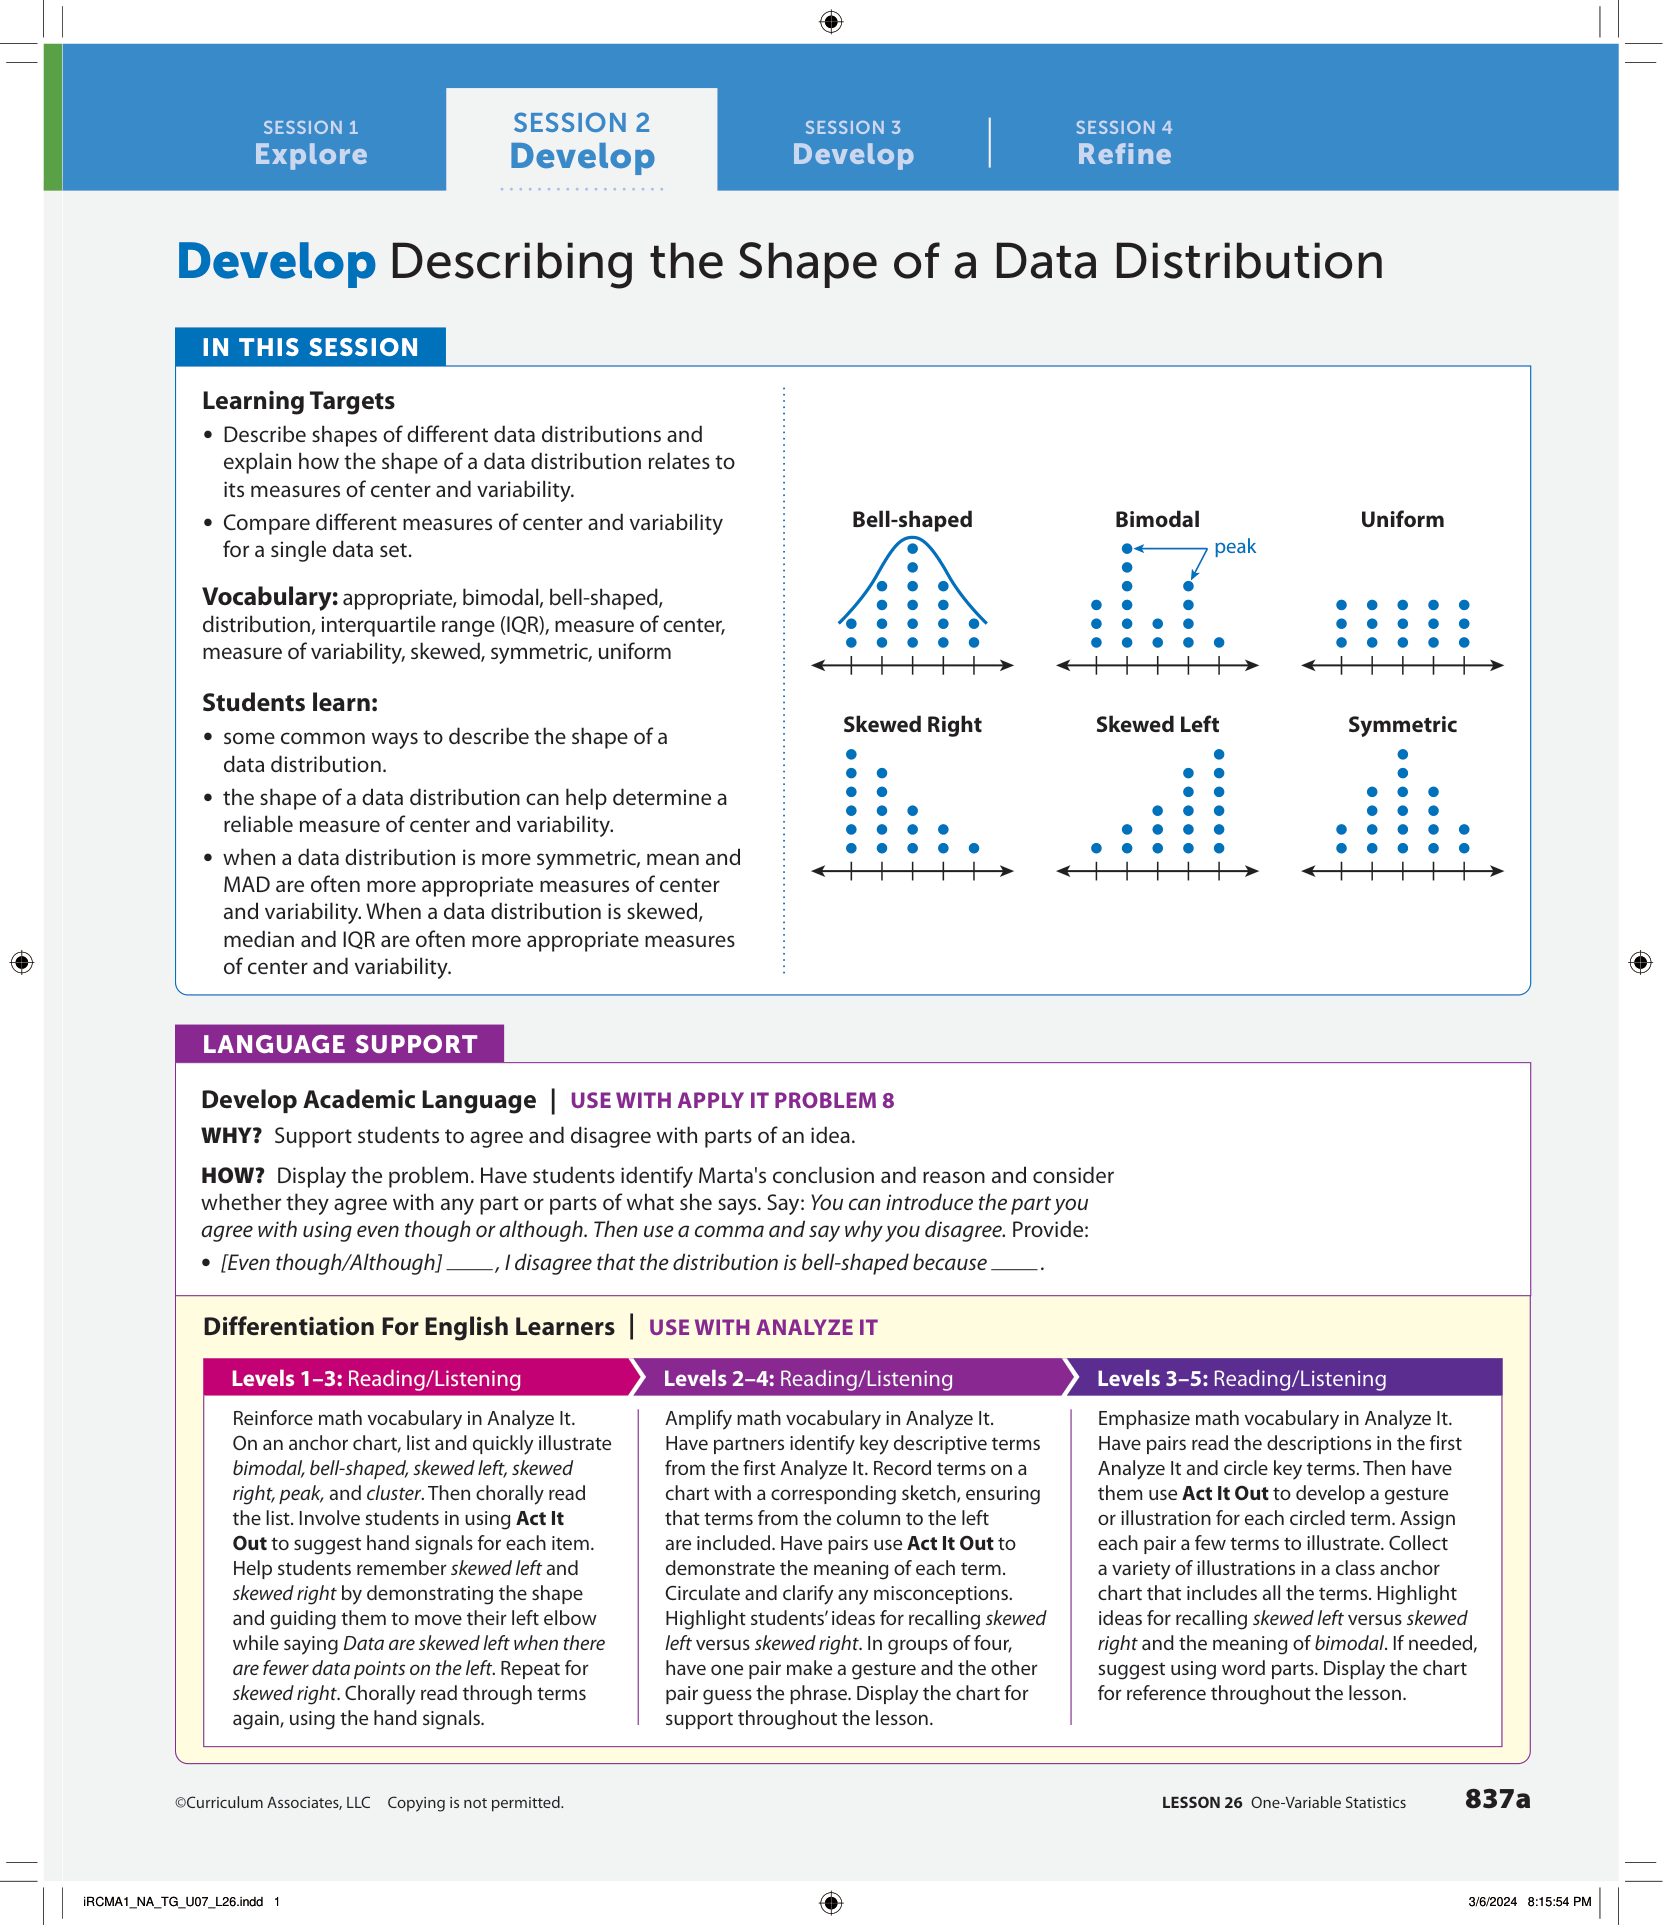 SESSION 1
Explore
SESSION 2
Develop
SESSION 3
Develop
SESSION 4
Refine
Develop Describing the Shape of a Data Distribution
IN THIS SESSION
Learning Targets
• Describe shapes of different data distributions and
explain how the shape of a data distribution relates to
its measures of center and variability.
• Compare different measures of center and variability
for a single data set.
Vocabulary: appropriate, bimodal, bell-shaped,
distribution, interquartile range (IQR), measure of center,
measure of variability, skewed, symmetric, uniform
Students learn:
• some common ways to describe the shape of a
data distribution.
• the shape of a data distribution can help determine a
reliable measure of center and variability.
• when a data distribution is more symmetric, mean and
MAD are often more appropriate measures of center
and variability. When a data distribution is skewed,
median and IQR are often more appropriate measures
of center and variability.
Bell-shaped
Bimodal
peak
Uniform
Skewed Right
Skewed Left
Symmetric
LANGUAGE SUPPORT
Develop Academic Language | USE WITH APPLY IT PROBLEM 8
WHY? Support students to agree and disagree with parts of an idea.
HOW? Display the problem. Have students identify Marta's conclusion and reason and consider
whether they agree with any part or parts of what she says. Say: You can introduce the part you
agree with using even though or although. Then use a comma and say why you disagree. Provide:
• [Even though/Although] ____, I disagree that the distribution is bell-shaped because ____.
Differentiation For English Learners | USE WITH ANALYZE IT
Levels 1–3: Reading/Listening
Reinforce math vocabulary in Analyze It.
On an anchor chart, list and quickly illustrate
bimodal, bell-shaped, skewed left, skewed
right, peak, and cluster. Then chorally read
the list. Involve students in using Act It
Out to suggest hand signals for each item.
Help students remember skewed left and
skewed right by demonstrating the shape
and guiding them to move their left elbow
while saying Data are skewed left when there
are fewer data points on the left. Repeat for
skewed right. Chorally read through terms
again, using the hand signals.
Levels 2–4: Reading/Listening
Amplify math vocabulary in Analyze It.
Have partners identify key descriptive terms
from the first Analyze It. Record terms on a
chart with a corresponding sketch, ensuring
that terms from the column to the left
are included. Have pairs use Act It Out to
demonstrate the meaning of each term.
Circulate and clarify any misconceptions.
Highlight students’ ideas for recalling skewed
left versus skewed right. In groups of four,
have one pair make a gesture and the other
pair guess the phrase. Display the chart for
support throughout the lesson.
Levels 3–5: Reading/Listening
Emphasize math vocabulary in Analyze It.
Have pairs read the descriptions in the first
Analyze It and circle key terms. Then have
them use Act It Out to develop a gesture
or illustration for each circled term. Assign
each pair a few terms to illustrate. Collect
a variety of illustrations in a class anchor
chart that includes all the terms. Highlight
ideas for recalling skewed left versus skewed
right and the meaning of bimodal. If needed,
suggest using word parts. Display the chart
for reference throughout the lesson.
©Curriculum Associates, LLC Copying is not permitted.
LESSON 26 One-Variable Statistics 837a
iRCMA1_NA_TG_U07_L26.indd 1
3/6/2024 8:15:54 PM